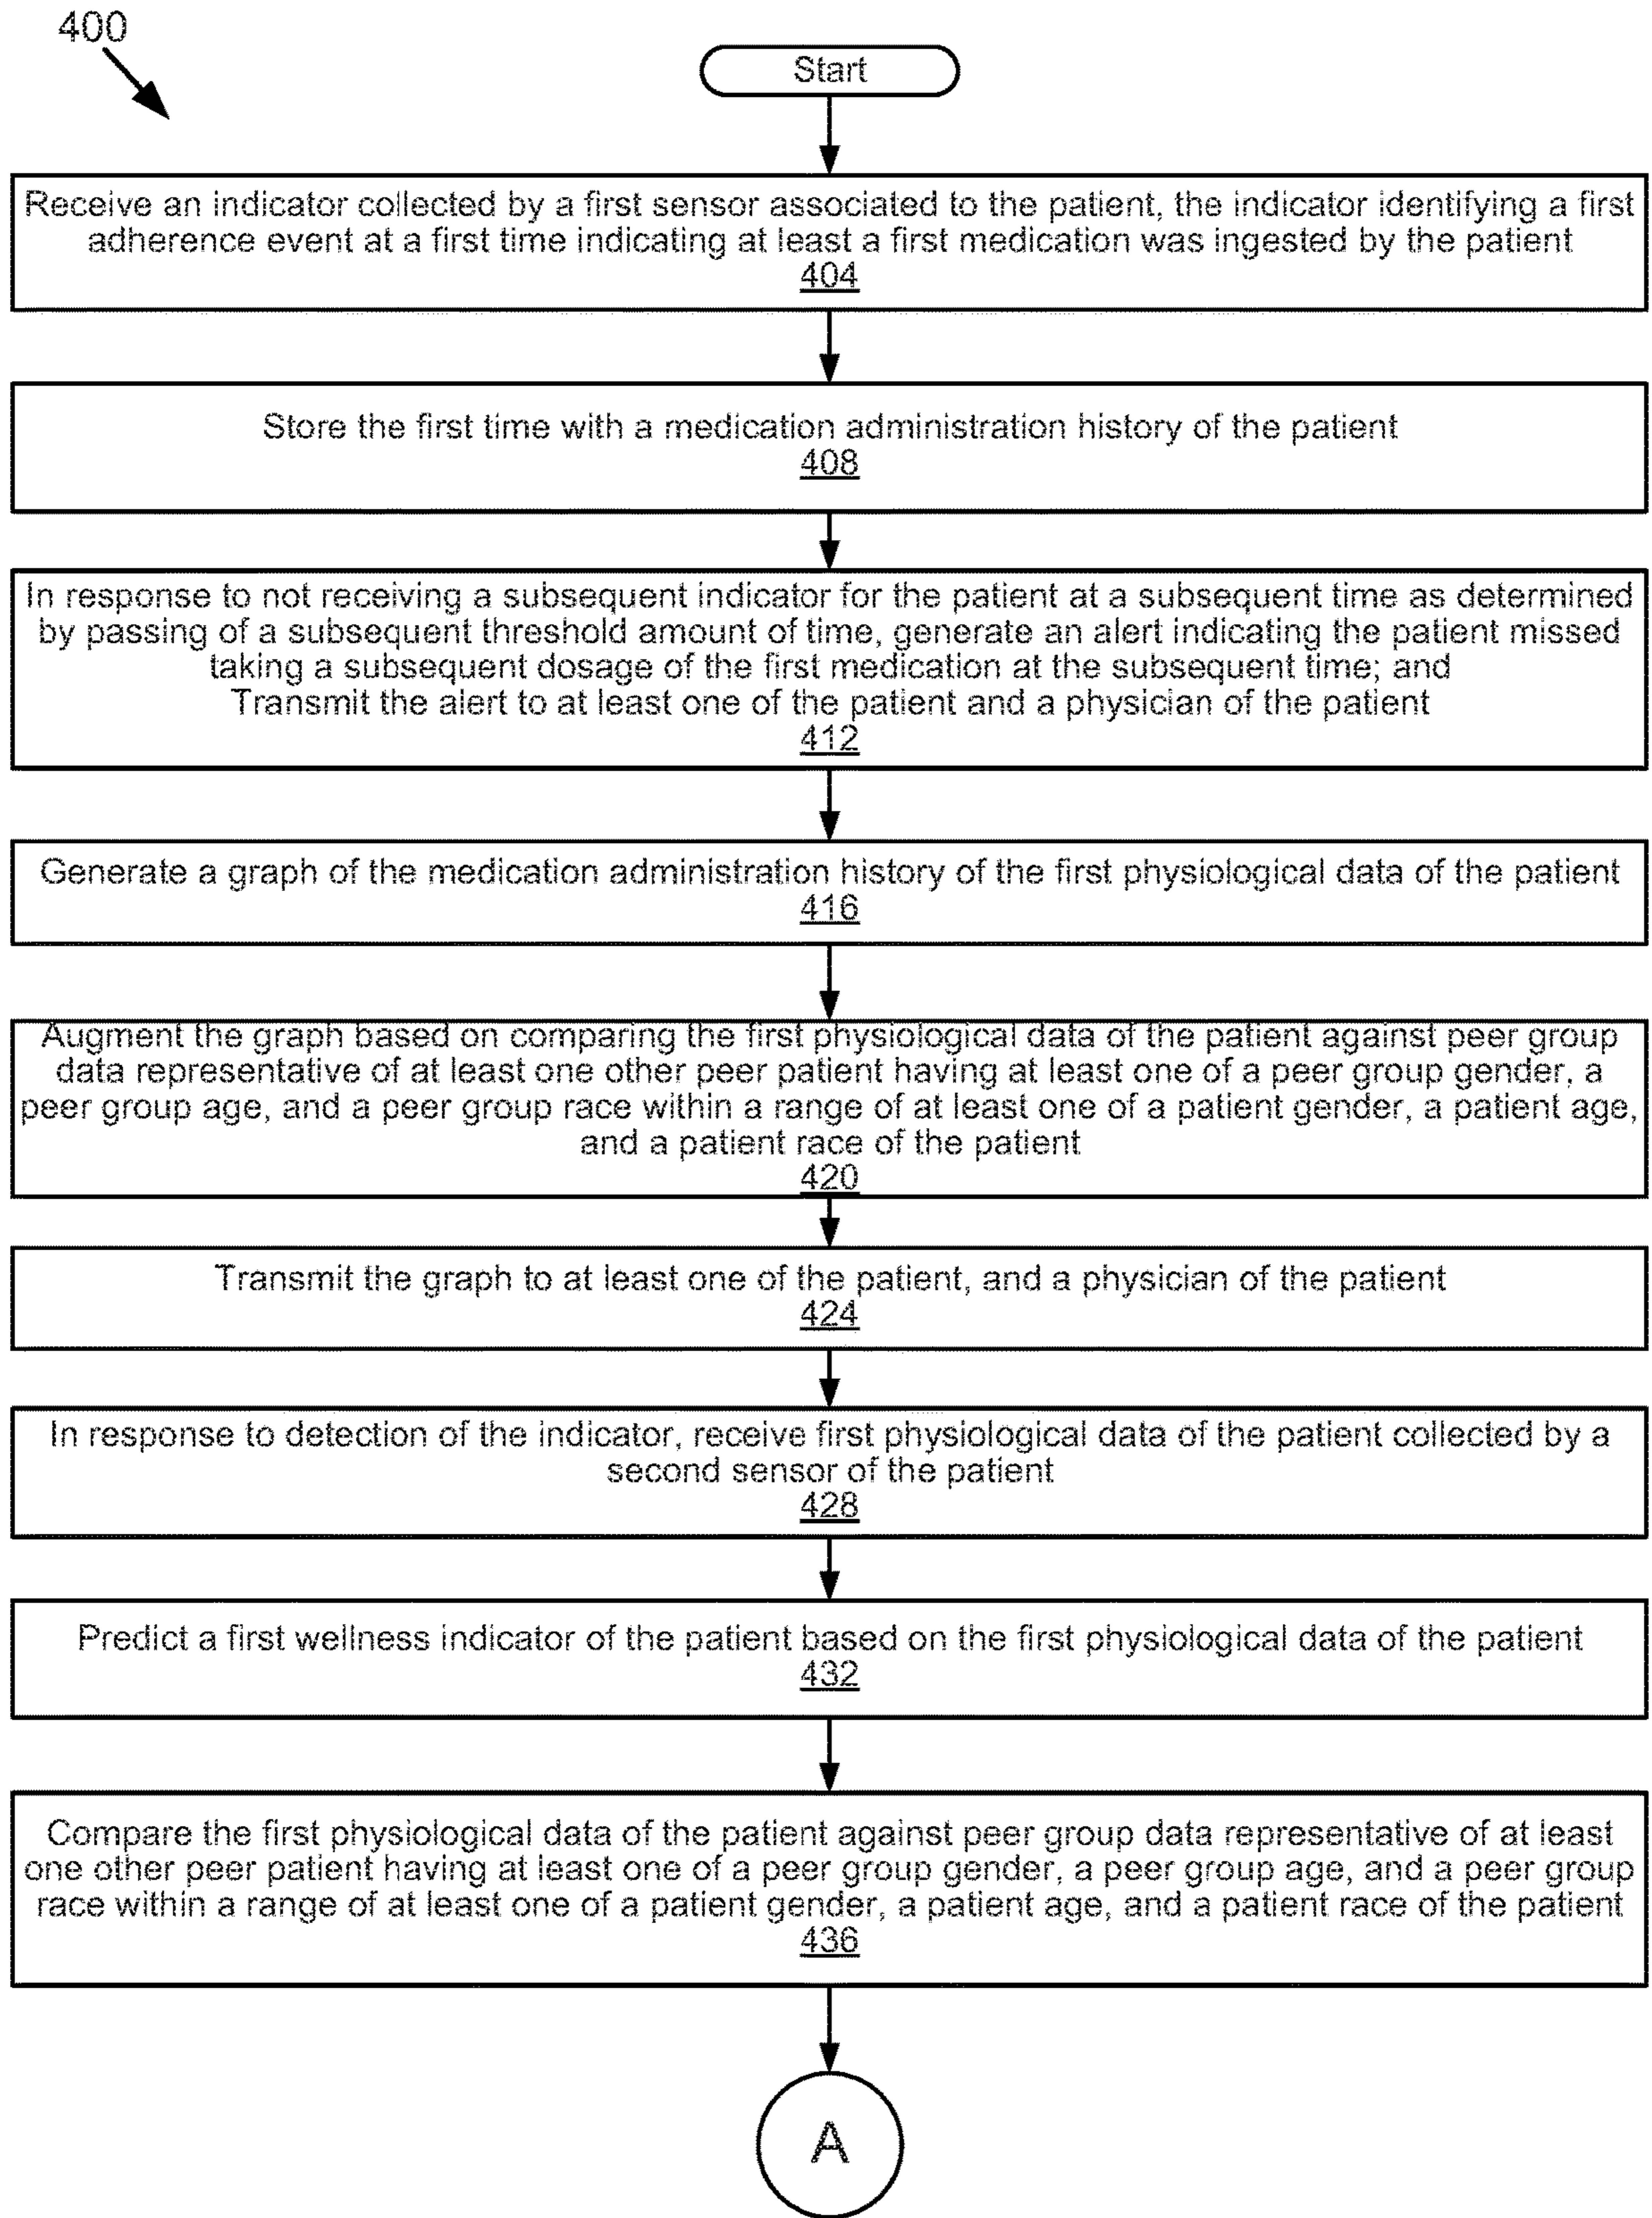 400
Start
Receive an indicator collected by a first sensor associated to the patient, the indicator identifying a first
adherence event at a first time indicating at least a first medication was ingested by the patient
404
Store the first time with a medication administration history of the patient
408
In response to not receiving a subsequent indicator for the patient at a subsequent time as determined
by passing of a subsequent threshold amount of time, generate an alert indicating the patient missed
taking a subsequent dosage of the first medication at the subsequent time; and
Transmit the alert to at least one of the patient and a physician of the patient
412
Generate a graph of the medication administration history of the first physiological data of the patient
416
Augment the graph based on comparing the first physiological data of the patient against peer group
data representative of at least one other peer patient having at least one of a peer group gender, a
peer group age, and a peer group race within a range of at least one of a patient gender, a patient age,
and a patient race of the patient
420
Transmit the graph to at least one of the patient, and a physician of the patient
424
In response to detection of the indicator, receive first physiological data of the patient collected by a
second sensor of the patient
428
Predict a first wellness indicator of the patient based on the first physiological data of the patient
432
Compare the first physiological data of the patient against peer group data representative of at least
one other peer patient having at least one of a peer group gender, a peer group age, and a peer group
race within a range of at least one of a patient gender, a patient age, and a patient race of the patient
436
A